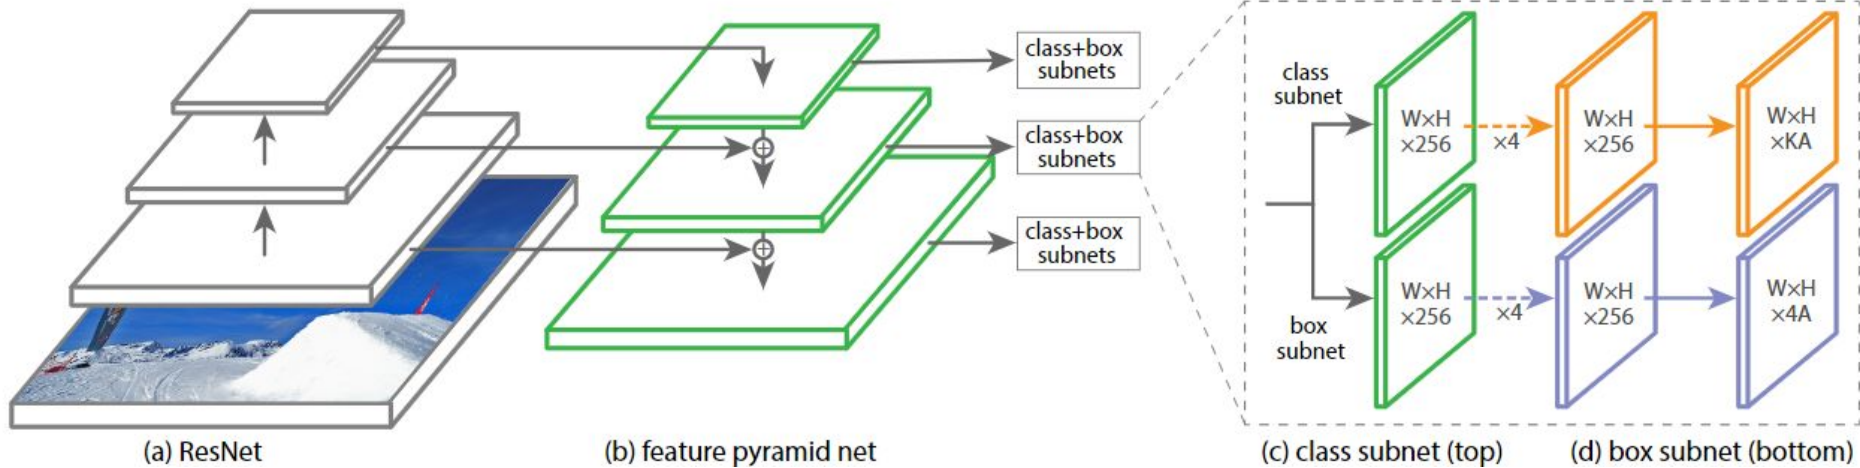 class+box
subnets
class+box
subnets
class+box
subnets
class
subnet
W×H
×256
×4
W×H
×256
W×H
×KA
box
subnet
W×H
×256
×4
W×H
×256
W×H
×4A
(a) ResNet
(b) feature pyramid net
(c) class subnet (top)
(d) box subnet (bottom)